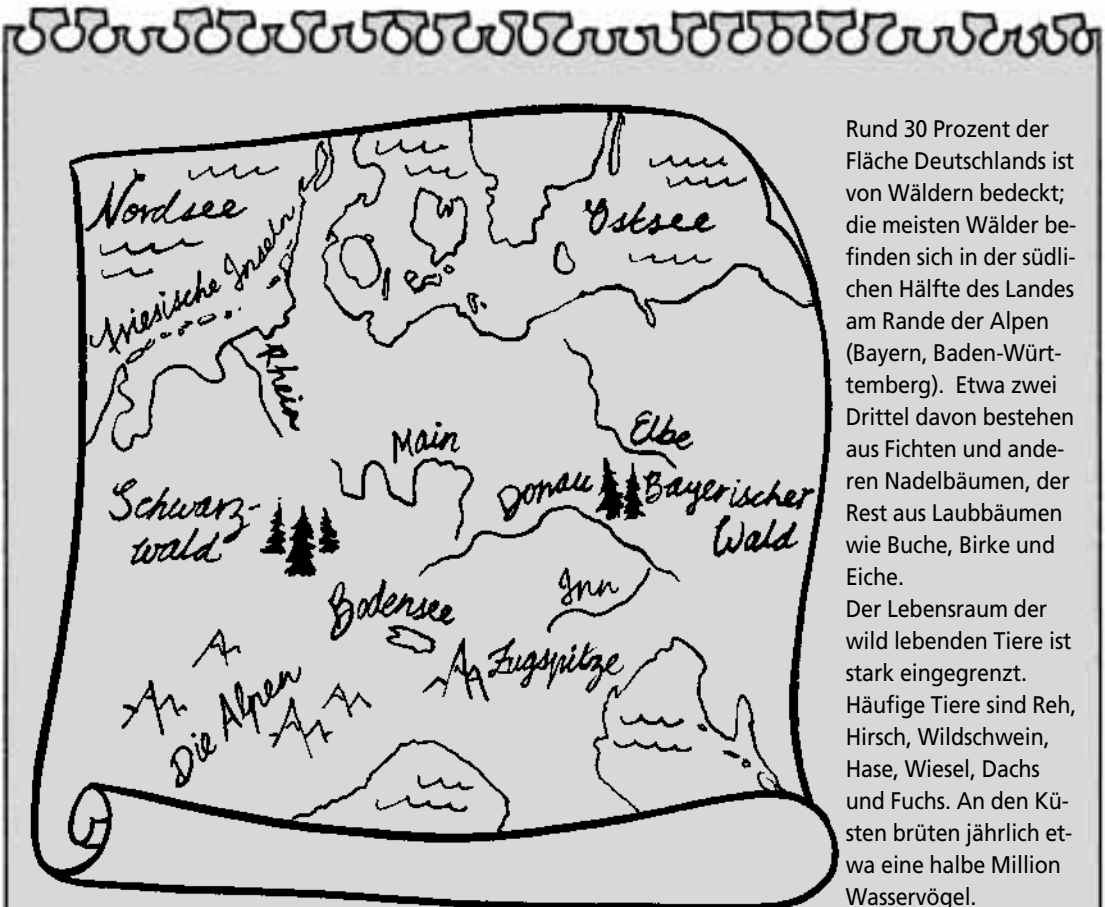 Nordsee
Ostsee
Friesische Inseln
Rhein
Elbe
Main
Donau
Bayerischer
Wald
Schwarz-
wald
Inn
Bodensee
Zugspitze
Die Alpen
Rund 30 Prozent der
Fläche Deutschlands ist
von Wäldern bedeckt;
die meisten Wälder be-
finden sich in der südli-
chen Hälfte des Landes
am Rande der Alpen
(Bayern, Baden-Würt-
temberg). Etwa zwei
Drittel davon bestehen
aus Fichten und ande-
ren Nadelbäumen, der
Rest aus Laubbäumen
wie Buche, Birke und
Eiche.
Der Lebensraum der
wild lebenden Tiere ist
stark eingegrenzt.
Häufige Tiere sind Reh,
Hirsch, Wildschwein,
Hase, Wiesel, Dachs
und Fuchs. An den Kü-
sten brüten jährlich et-
wa eine halbe Million
Wasservögel.